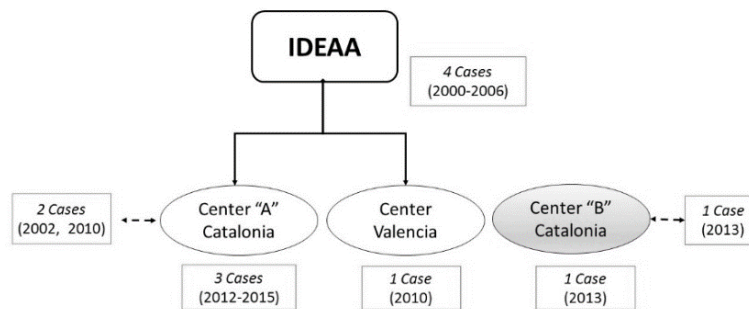 IDEAA
4 Cases
(2000-2006)
2 Cases
(2002, 2010)
Center "A"
Catalonia
Center
Valencia
Center "B"
Catalonia
1 Case
(2013)
3 Cases
(2012-2015)
1 Case
(2010)
1 Case
(2013)